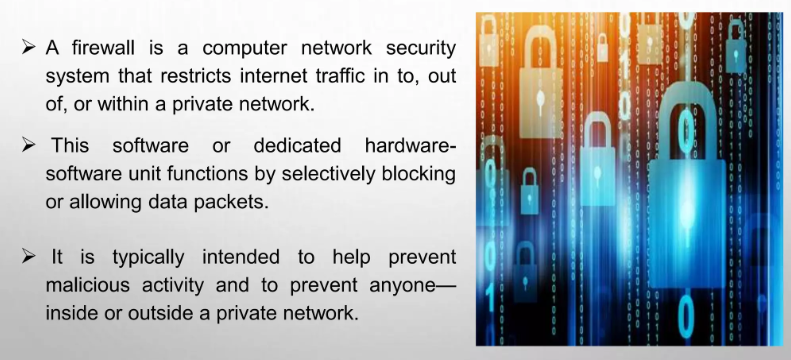 ➢ A firewall is a computer network security
system that restricts internet traffic in to, out
of, or within a private network.
➢ This software or dedicated hardware-
software unit functions by selectively blocking
or allowing data packets.
➢ It is typically intended to help prevent
malicious activity and to prevent anyone—
inside or outside a private network.